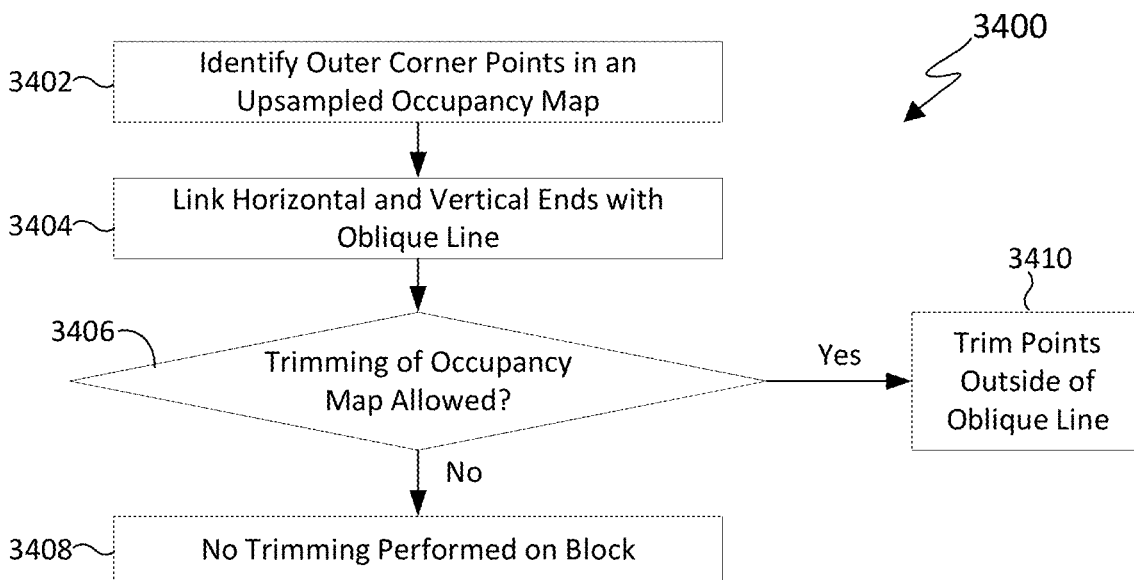 3400
3402
Identify Outer Corner Points in an
Upsampled Occupancy Map
3404
Link Horizontal and Vertical Ends with
Oblique Line
3406
Trimming of Occupancy
Map Allowed?
Yes
3410
Trim Points
Outside of
Oblique Line
No
3408
No Trimming Performed on Block